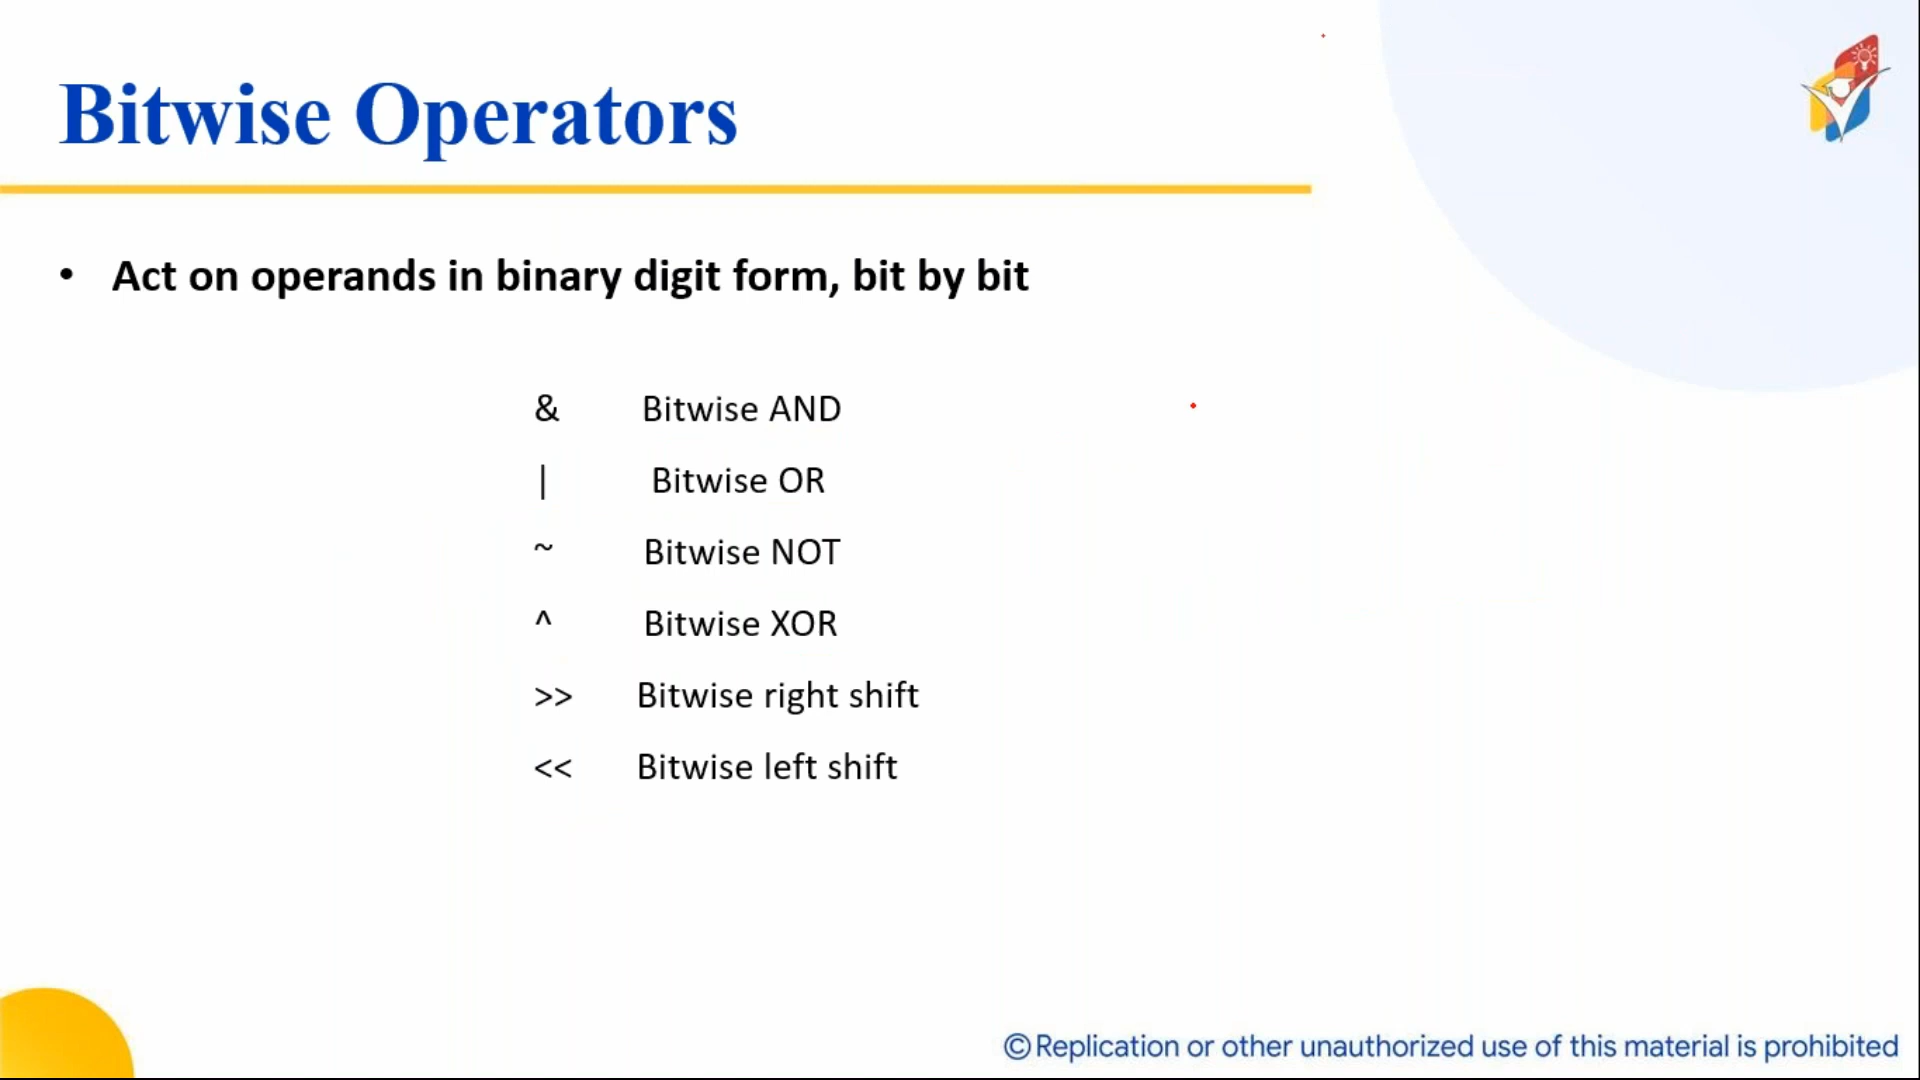 Bitwise Operators
• Act on operands in binary digit form, bit by bit
& Bitwise AND
| Bitwise OR
~ Bitwise NOT
^ Bitwise XOR
>> Bitwise right shift
<< Bitwise left shift
©Replication or other unauthorized use of this material is prohibited